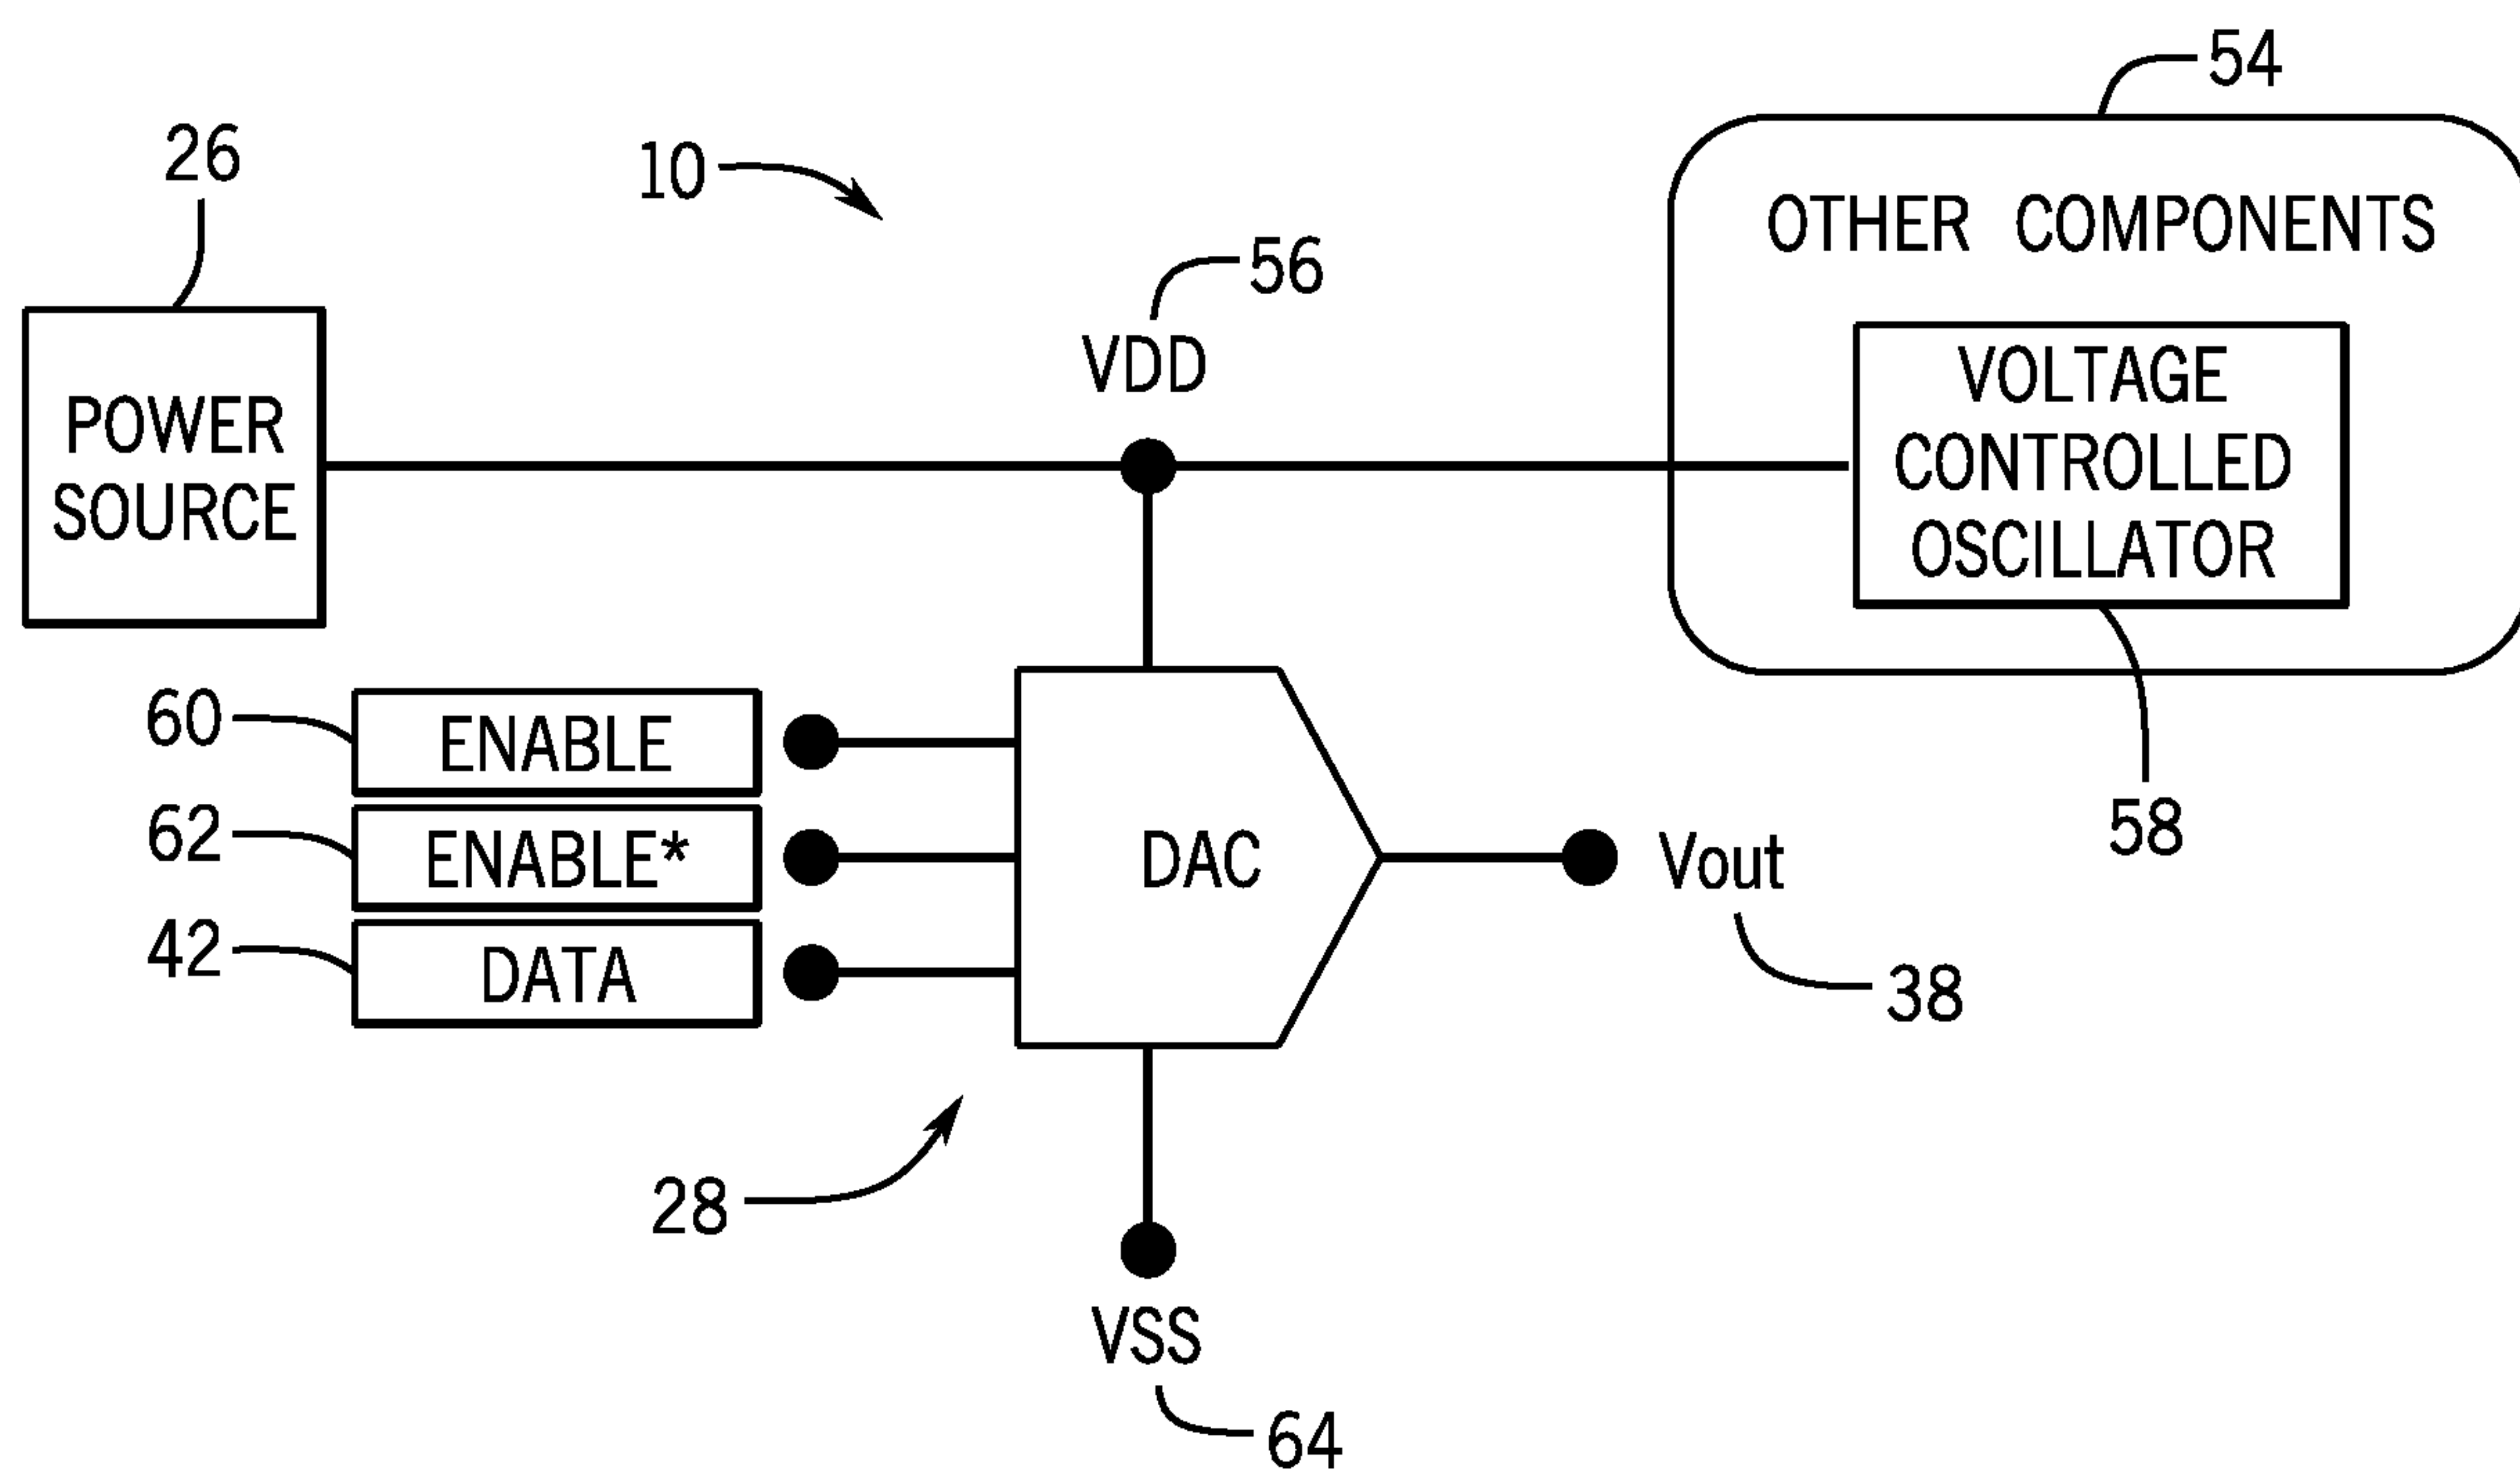 54
26
10
OTHER COMPONENTS
56
VDD
VOLTAGE
CONTROLLED
OSCILLATOR
POWER
SOURCE
60
ENABLE
62
ENABLE*
42
DATA
DAC
Vout
58
38
28
VSS
64